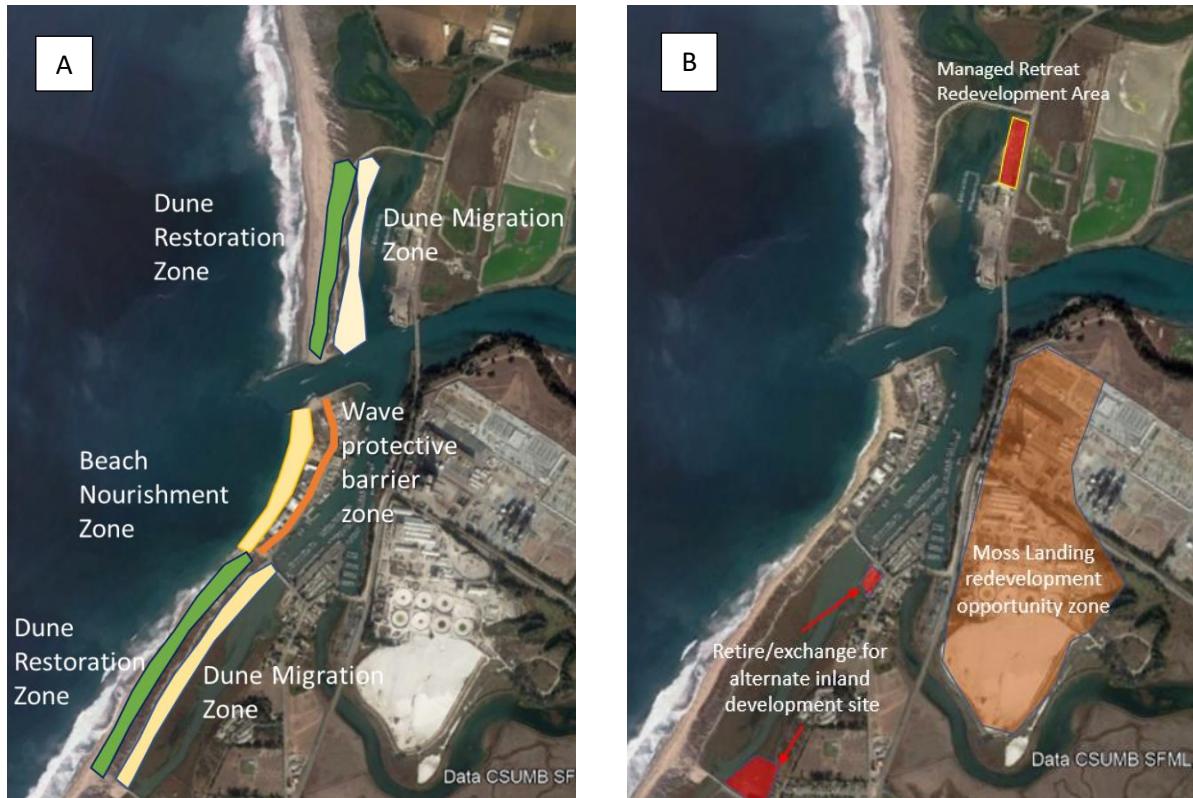 A
Dune
Restoration
Zone
Dune Migration
Zone
Wave
protective
barrier
zone
Beach
Nourishment
Zone
Dune
Restoration
Zone
Dune Migration
Zone
Data CSUMB SF
B
Managed Retreat
Redevelopment Area
Moss Landing
redevelopment
opportunity zone
Retire/exchange for
alternate inland
development site
Data CSUMB SFML